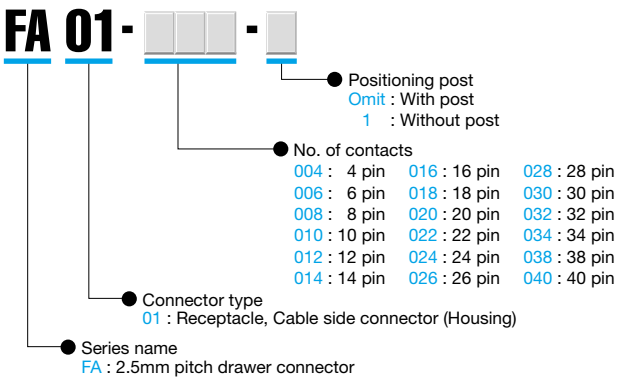 FA 01- -
Positioning post
Omit : With post
1 : Without post
No. of contacts
004 : 4 pin 016 : 16 pin 028 : 28 pin
006 : 6 pin 018 : 18 pin 030 : 30 pin
008 : 8 pin 020 : 20 pin 032 : 32 pin
010 : 10 pin 022 : 22 pin 034 : 34 pin
012 : 12 pin 024 : 24 pin 038 : 38 pin
014 : 14 pin 026 : 26 pin 040 : 40 pin
Connector type
01 : Receptacle, Cable side connector (Housing)
Series name
FA : 2.5mm pitch drawer connector